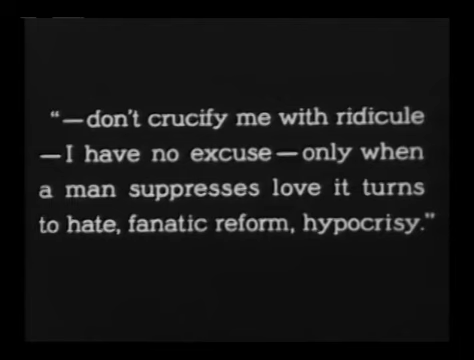 “—don't crucify me with ridicule
—I have no excuse—only when
a man suppresses love it turns
to hate, fanatic reform, hypocrisy.”